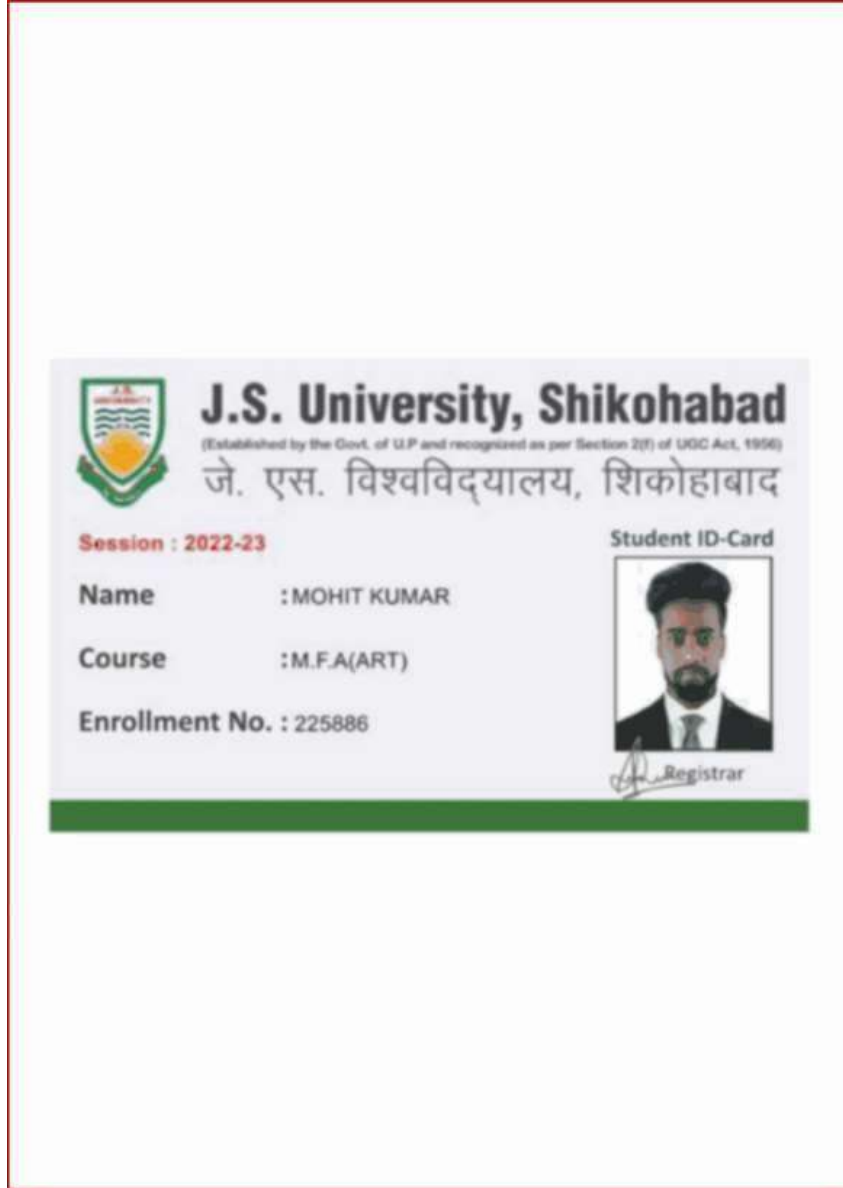 J.S.
UNIVERSITY
J.S. University, Shikohabad
(Established by the Govt. of U.P and recognized as per Section 2(f) of UGC Act, 1956)
जे. एस. विश्वविद्यालय, शिकोहाबाद
Session : 2022-23
Student ID-Card
Name : MOHIT KUMAR
Course : M.F.A(ART)
Enrollment No. : 225886
Registrar